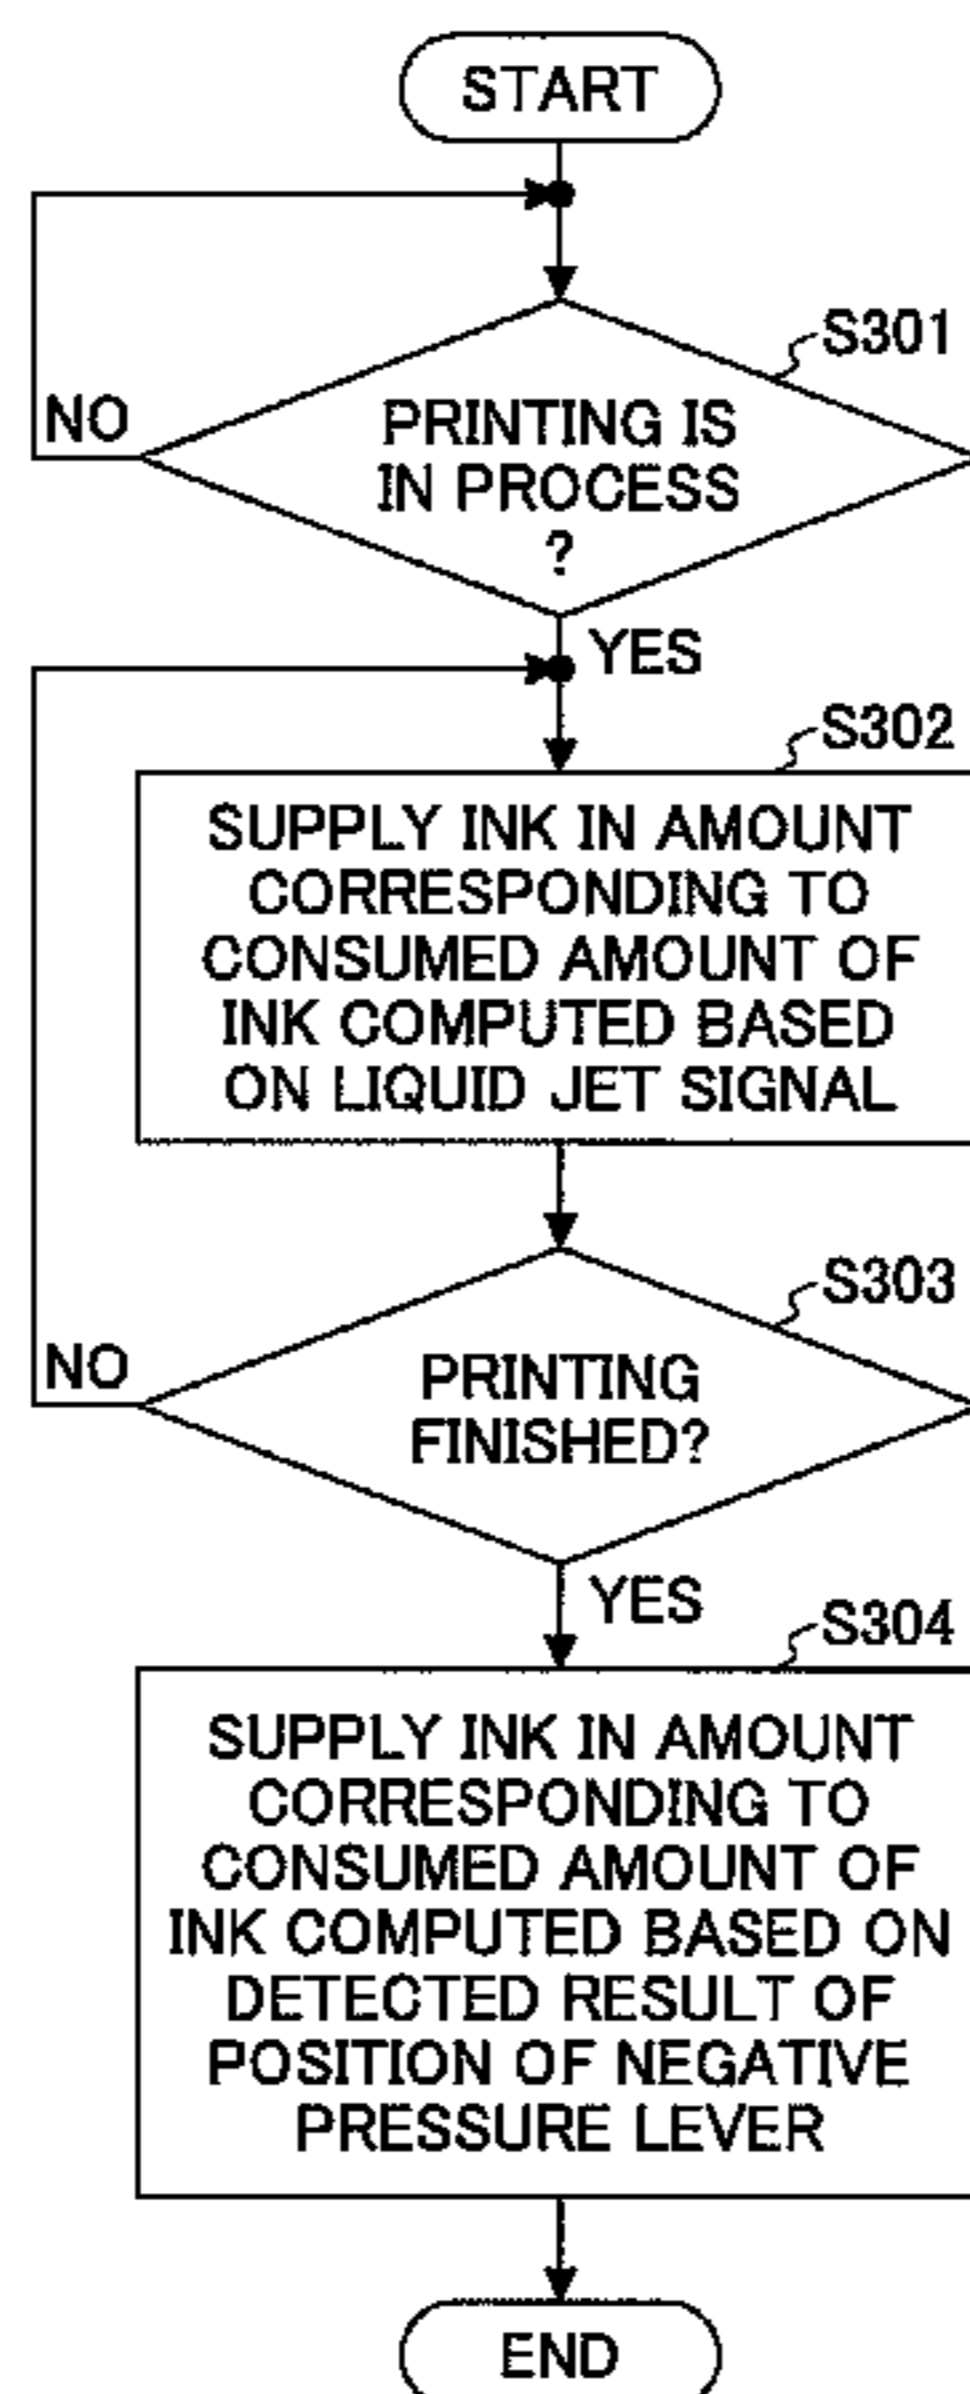 START
S301
NO
PRINTING IS
IN PROCESS
?
YES
S302
SUPPLY INK IN AMOUNT
CORRESPONDING TO
CONSUMED AMOUNT OF
INK COMPUTED BASED
ON LIQUID JET SIGNAL
S303
NO
PRINTING
FINISHED?
YES
S304
SUPPLY INK IN AMOUNT
CORRESPONDING TO
CONSUMED AMOUNT OF
INK COMPUTED BASED ON
DETECTED RESULT OF
POSITION OF NEGATIVE
PRESSURE LEVER
END